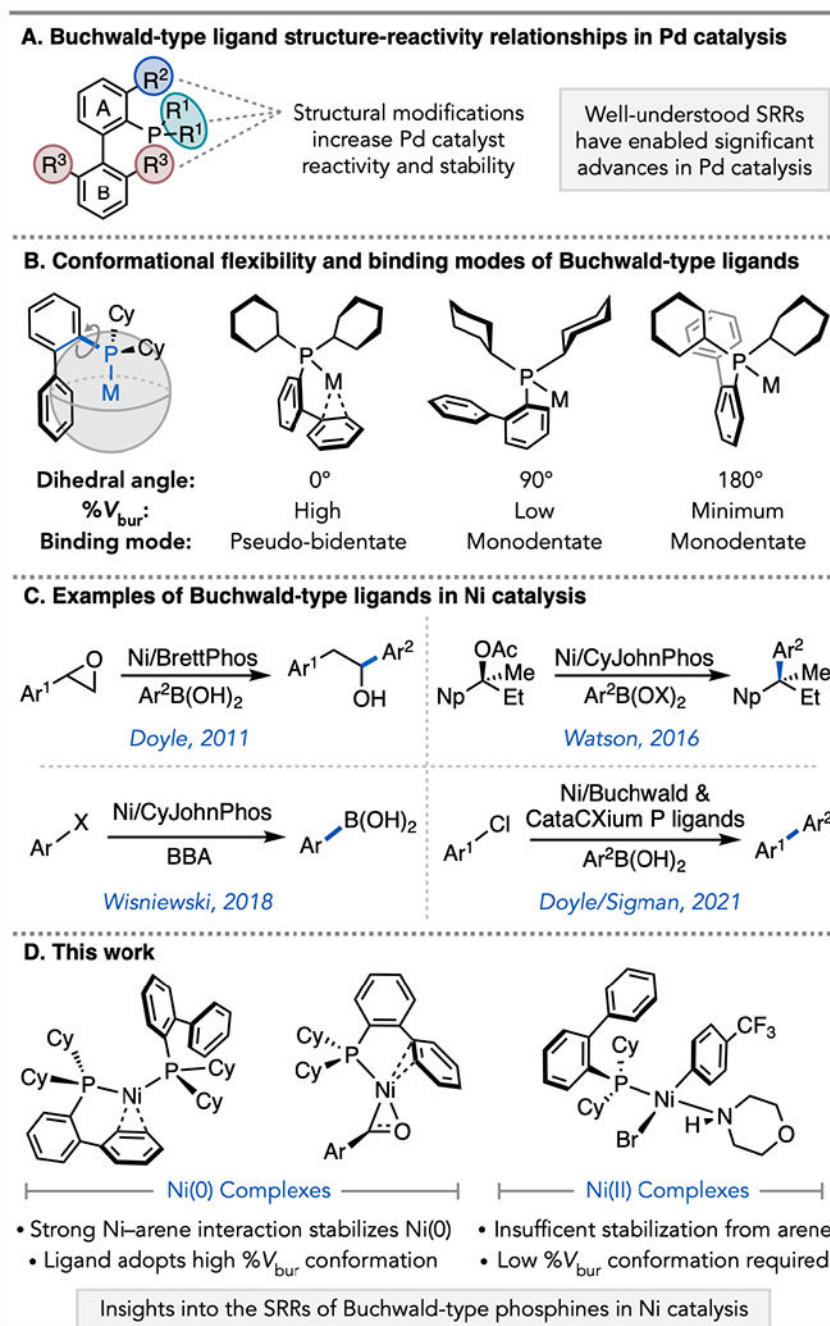 A. Buchwald-type ligand structure-reactivity relationships in Pd catalysis
R²
A
R¹
P
R¹
R³
R³
B
Structural modifications
increase Pd catalyst
reactivity and stability
Well-understood SRRs
have enabled significant
advances in Pd catalysis
B. Conformational flexibility and binding modes of Buchwald-type ligands
Cy
P
Cy
M
P
M
P
M
P
M
Dihedral angle: 0° 90° 180°
%Vbur: High Low Minimum
Binding mode: Pseudo-bidentate Monodentate Monodentate
C. Examples of Buchwald-type ligands in Ni catalysis
Ar¹
O
Ni/BrettPhos
Ar²B(OH)₂
Ar¹
Ar²
OH
Doyle, 2011
OAc
Me
Np
Et
Ni/CyJohnPhos
Ar²B(OX)₂
Ar²
Me
Np
Et
Watson, 2016
Ar
X
Ni/CyJohnPhos
BBA
Ar
B(OH)₂
Wisniewski, 2018
Ar¹
Cl
Ni/Buchwald &
CataCXium P ligands
Ar²B(OH)₂
Ar¹
Ar²
Doyle/Sigman, 2021
D. This work
Cy
Cy
P
Ni
P
Cy
Cy
Cy
Cy
P
Ni
Ar
O
Cy
P
Cy
Ni
Br
CF₃
H
N
O
Ni(0) Complexes
Ni(II) Complexes
• Strong Ni–arene interaction stabilizes Ni(0)
• Ligand adopts high %Vbur conformation
• Insufficent stabilization from arene
• Low %Vbur conformation required
Insights into the SRRs of Buchwald-type phosphines in Ni catalysis